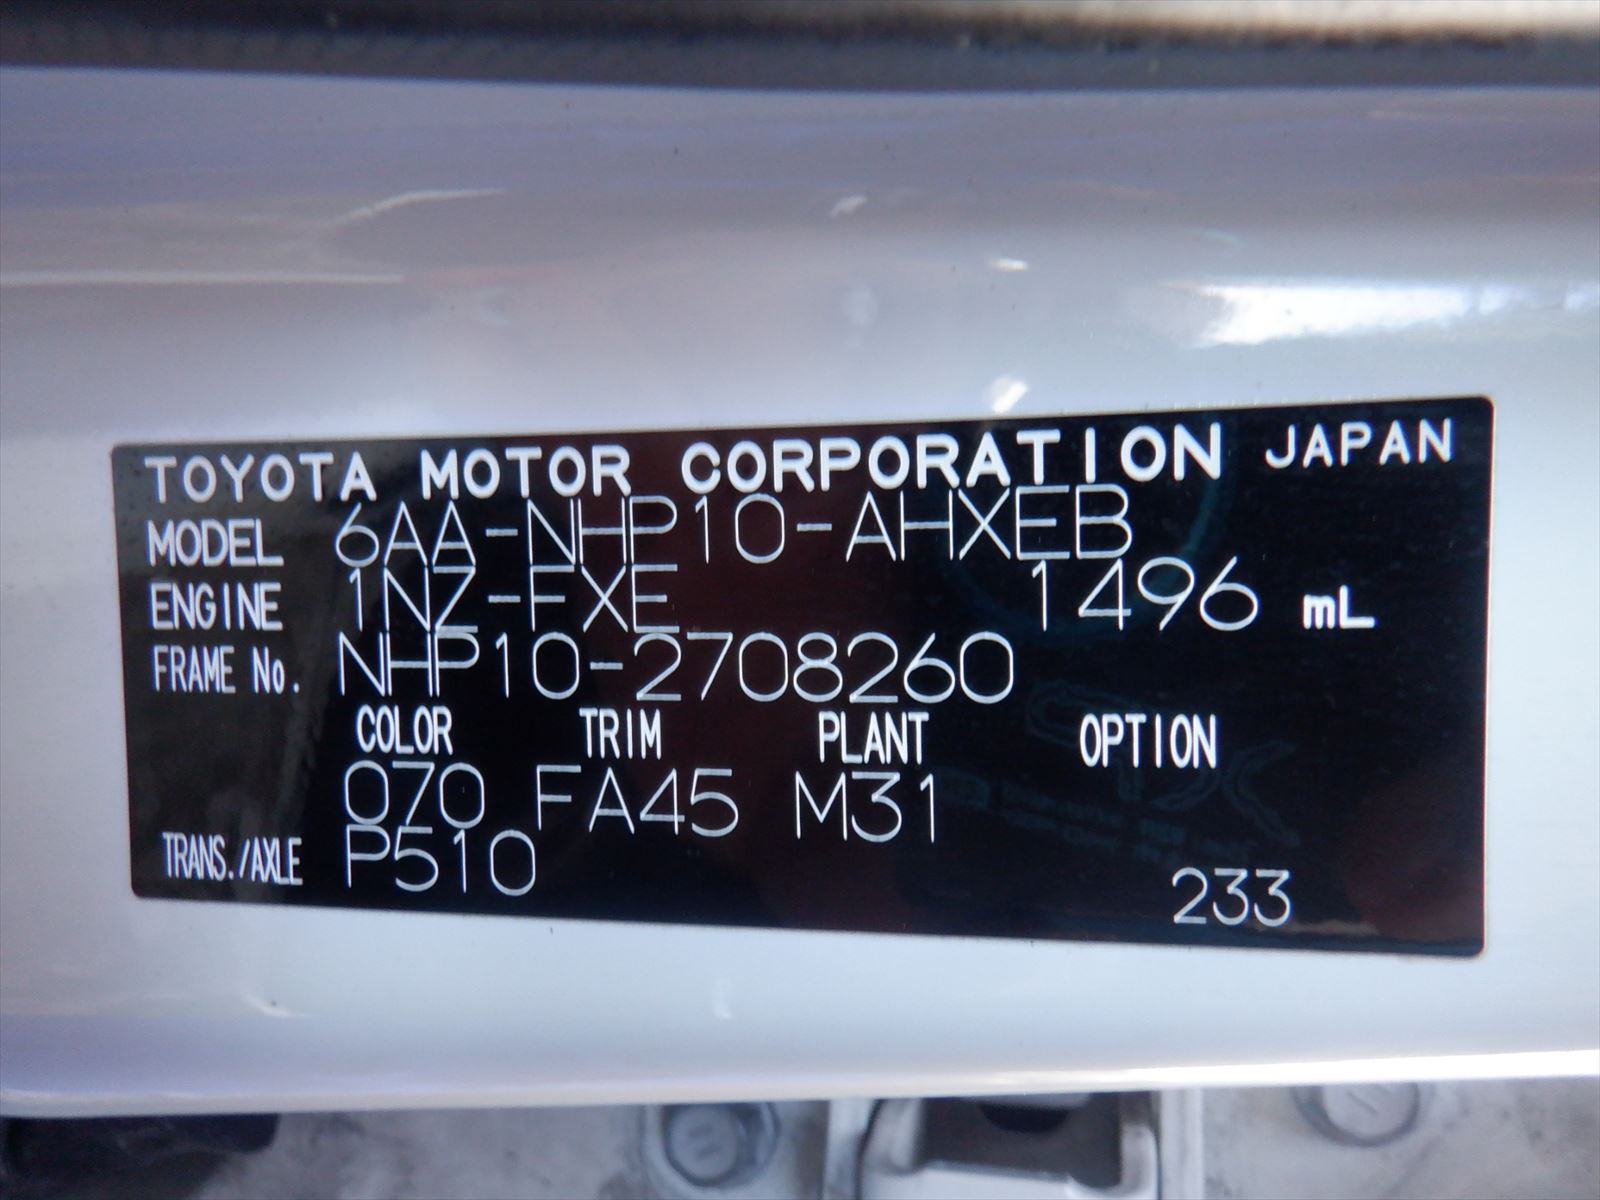 TOYOTA MOTOR CORPORATION JAPAN
MODEL 6AA-NHP10-AHXEB
ENGINE 1NZ-FXE 1496 mL
FRAME No. NHP10-2708260
COLOR TRIM PLANT OPTION
070 FA45 M31
TRANS./AXLE P510
233